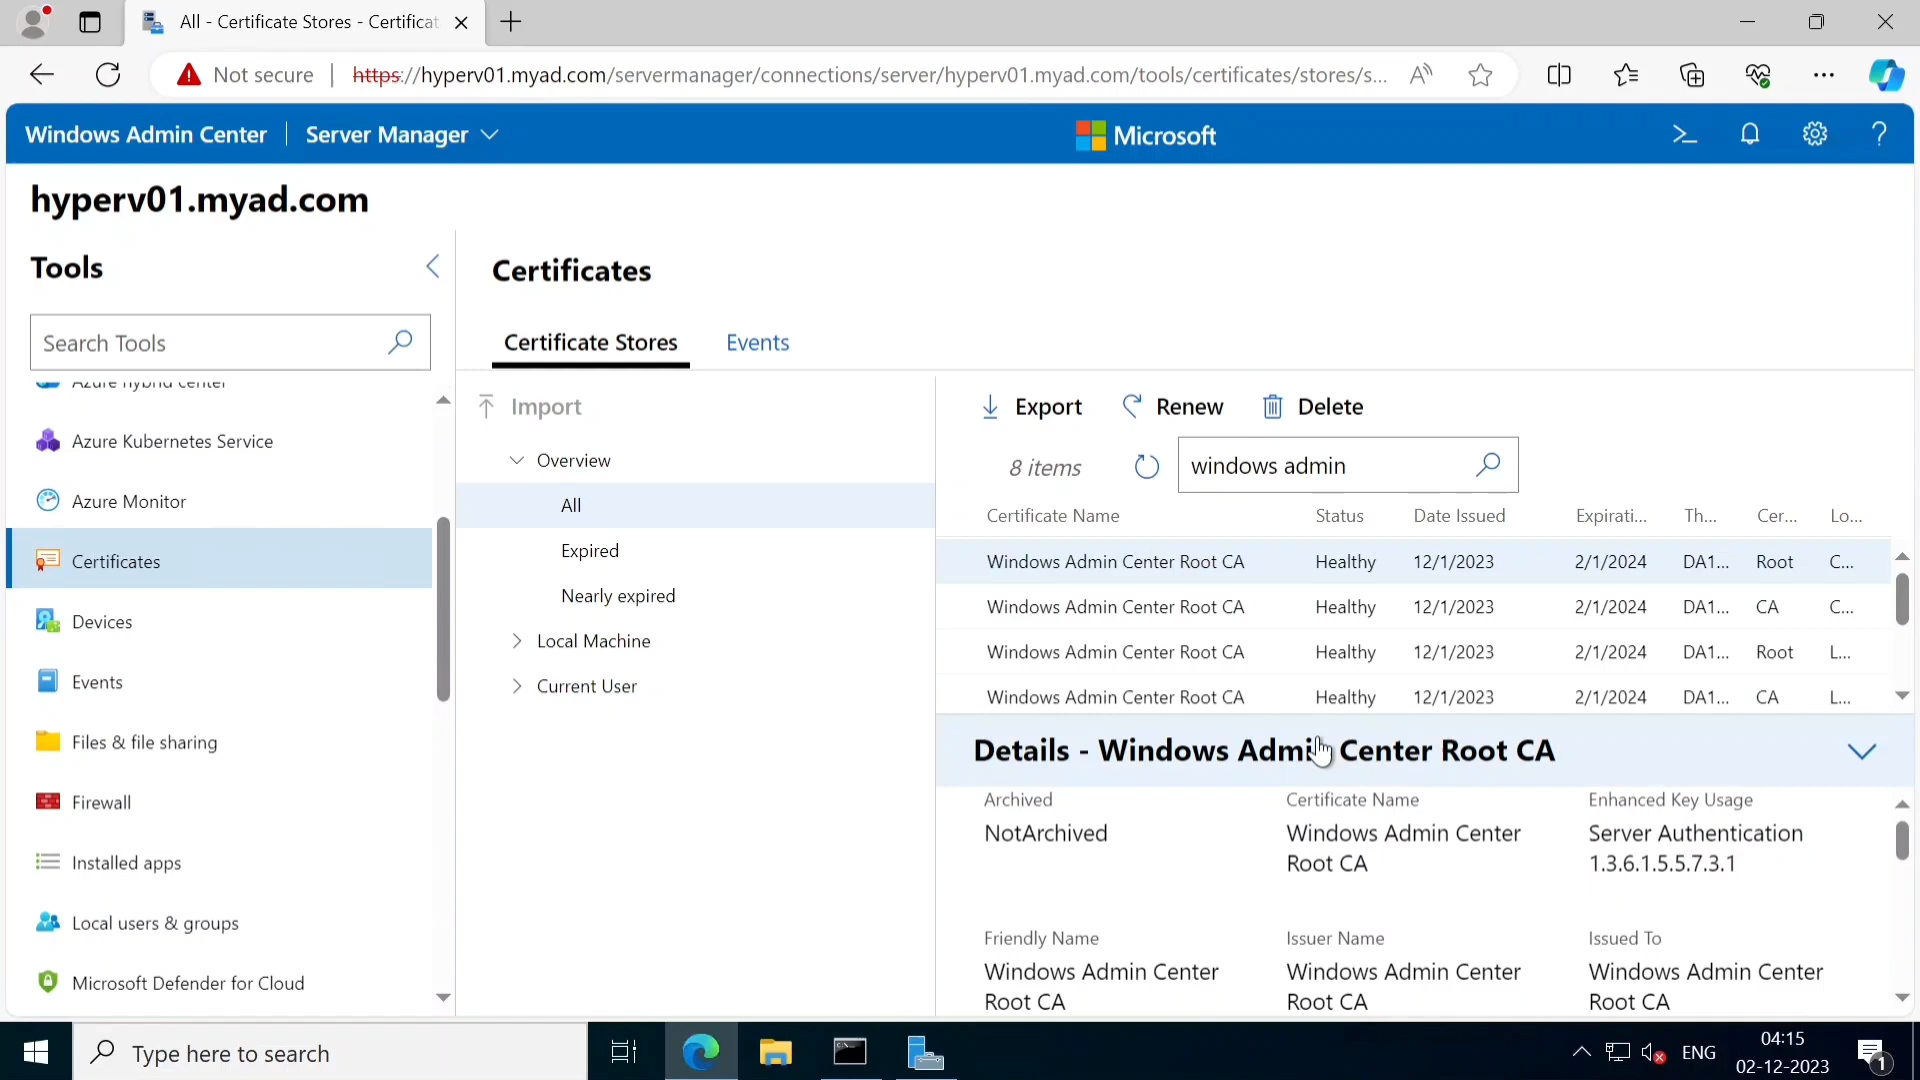 All - Certificate Stores - Certificat
Not secure
https://hyperv01.myad.com/servermanager/connections/server/hyperv01.myad.com/tools/certificates/stores/s...
Windows Admin Center
Server Manager
Microsoft
hyperv01.myad.com
Tools
Search Tools
Azure hybrid center
Azure Kubernetes Service
Azure Monitor
Certificates
Devices
Events
Files & file sharing
Firewall
Installed apps
Local users & groups
Microsoft Defender for Cloud
Certificates
Certificate Stores Events
Import
Overview
All
Expired
Nearly expired
Local Machine
Current User
Export Renew Delete
8 items
windows admin
Certificate Name Status Date Issued Expirati... Th... Cer... Lo...
Windows Admin Center Root CA Healthy 12/1/2023 2/1/2024 DA1... Root C...
Windows Admin Center Root CA Healthy 12/1/2023 2/1/2024 DA1... CA C...
Windows Admin Center Root CA Healthy 12/1/2023 2/1/2024 DA1... Root L...
Windows Admin Center Root CA Healthy 12/1/2023 2/1/2024 DA1... CA L...
Details - Windows Admin Center Root CA
Archived
NotArchived
Certificate Name
Windows Admin Center
Root CA
Enhanced Key Usage
Server Authentication
1.3.6.1.5.5.7.3.1
Friendly Name
Windows Admin Center
Root CA
Issuer Name
Windows Admin Center
Root CA
Issued To
Windows Admin Center
Root CA
Type here to search
ENG
04:15
02-12-2023
1